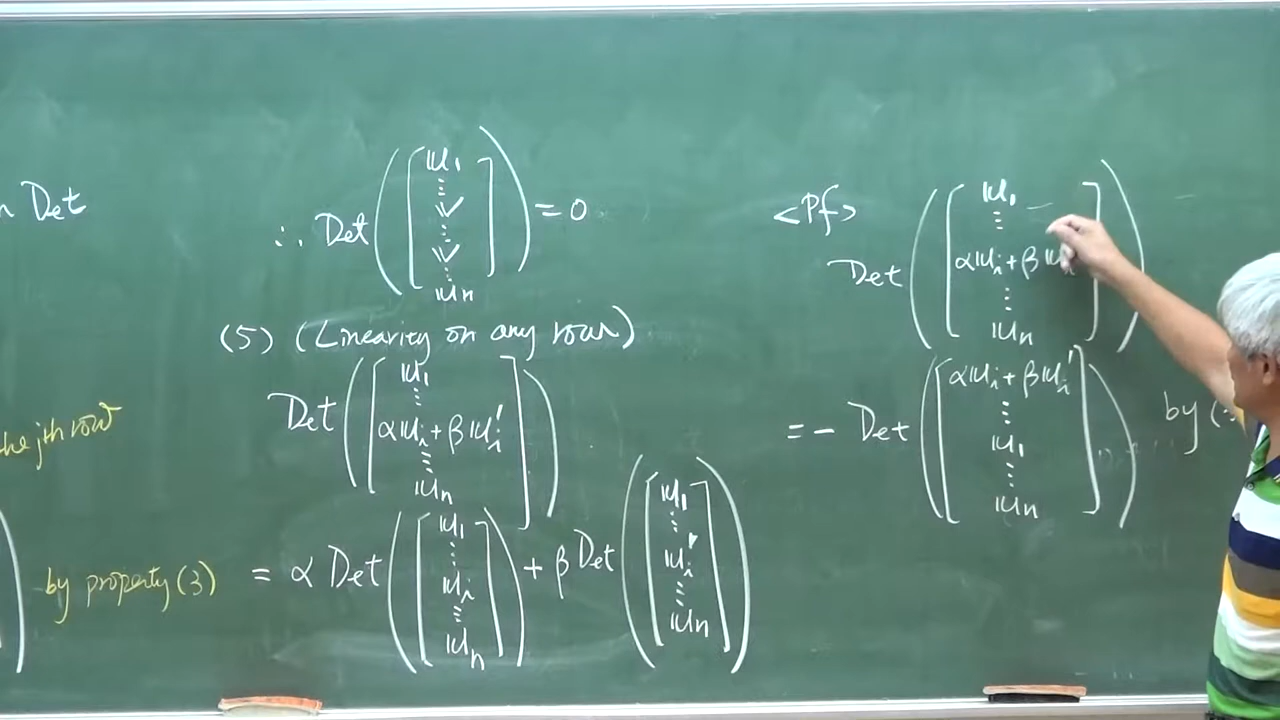 Det
the jth row
by property (3)
∴ Det([𝕦₁ ⋮ 𝕧 ⋮ 𝕧 ⋮ 𝕦ₙ]) = 0
(5) (Linearity on any row)
Det([𝕦₁ ⋮ α𝕦ᵢ + β𝕦ᵢ' ⋮ 𝕦ₙ])
= α Det([𝕦₁ ⋮ 𝕦ᵢ ⋮ 𝕦ₙ]) + β Det([𝕦₁ ⋮ 𝕦ᵢ' ⋮ 𝕦ₙ])
<Pf>
Det([𝕦₁ ⋮ α𝕦ᵢ + β𝕦ᵢ ⋮ 𝕦ₙ])
= − Det([α𝕦ᵢ + β𝕦ᵢ' ⋮ 𝕦₁ ⋮ 𝕦ₙ]) by (